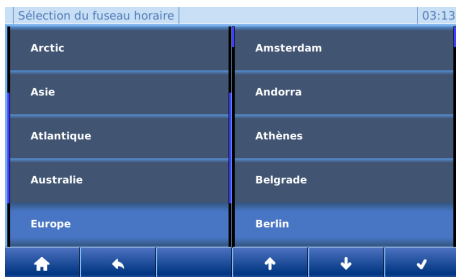 Sélection du fuseau horaire 03:13
Arctic
Asie
Atlantique
Australie
Europe
Amsterdam
Andorra
Athènes
Belgrade
Berlin